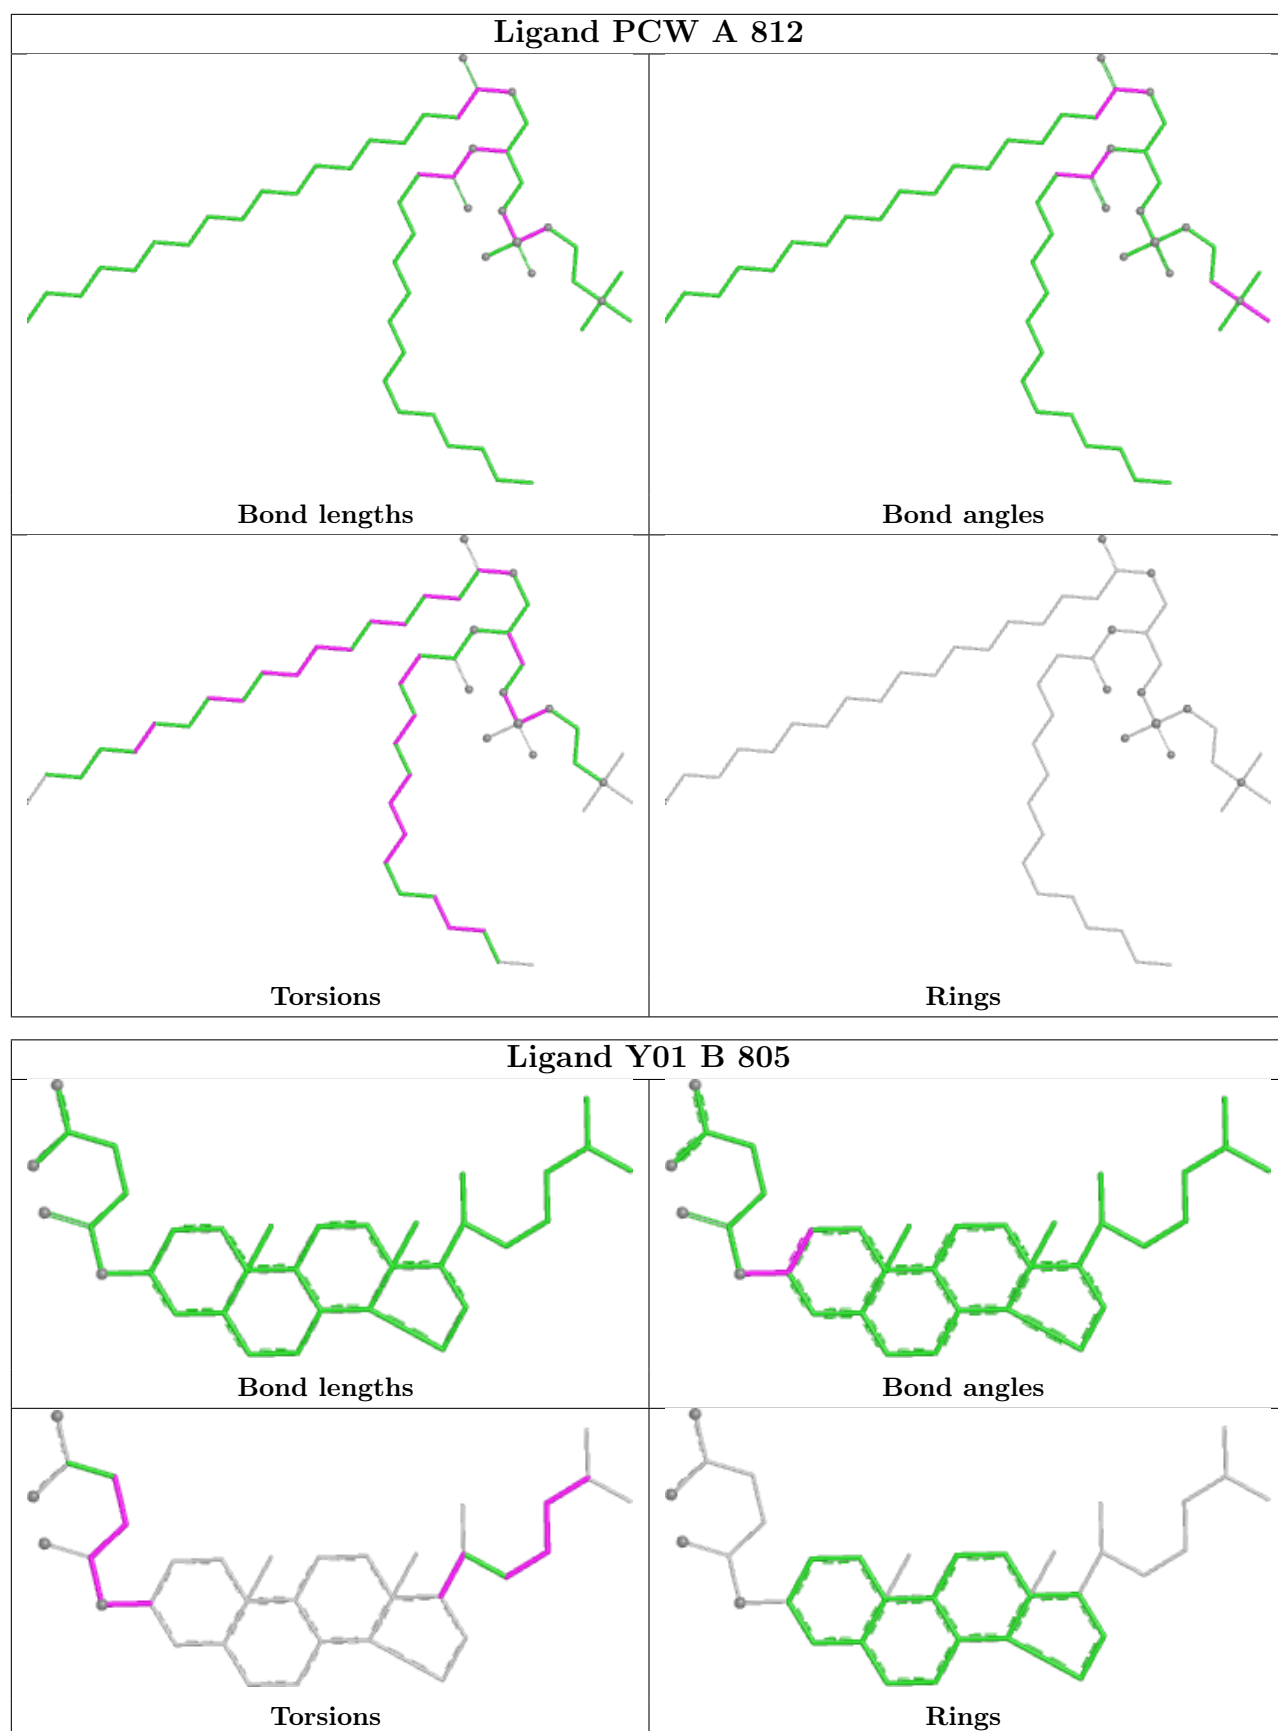 Ligand PCW A 812
Bond lengths
Bond angles
Torsions
Rings
Ligand Y01 B 805
Bond lengths
Bond angles
Torsions
Rings